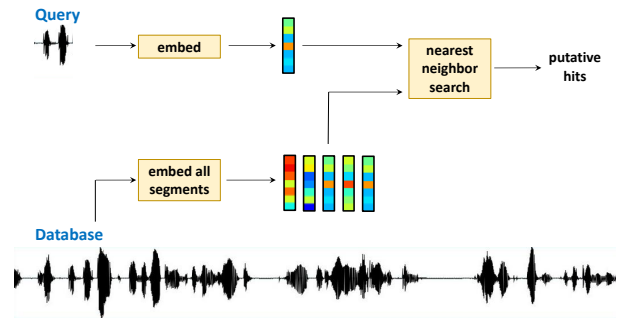 Query
embed
nearest
neighbor
search
putative
hits
embed all
segments
Database